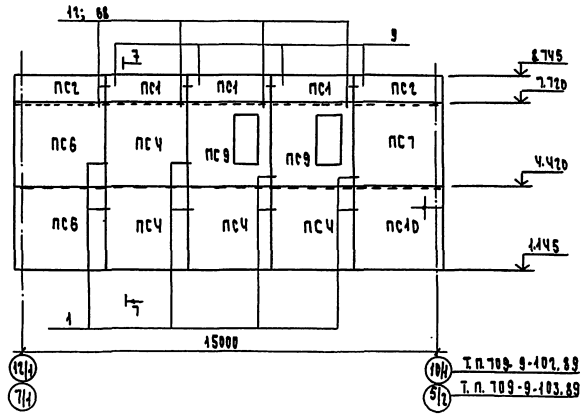 12; 68
9
7
8.745
ПС2 ПС1 ПС1 ПС1 ПС2
7.720
ПС6 ПС4 ПС9 ПС9 ПС7
4.420
ПС6 ПС4 ПС4 ПС4 ПС10
1.145
7
1
15000
12/1 10/1 Т.П. 709-9-102.89
7/1 5/2 Т.П. 709-9-103.89